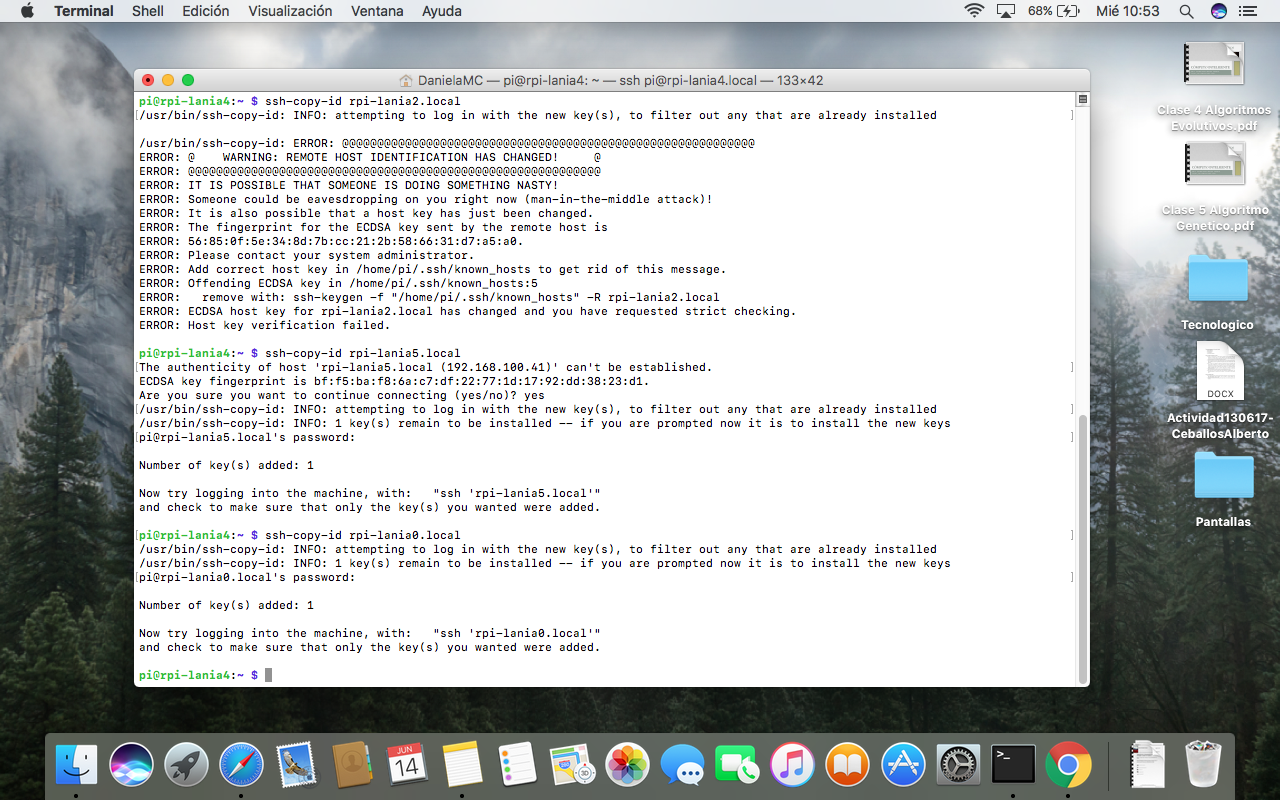 Terminal Shell Edición Visualización Ventana Ayuda 68% Mié 10:53
DanielaMC — pi@rpi-lania4: ~ — ssh pi@rpi-lania4.local — 133×42
pi@rpi-lania4:~ $ ssh-copy-id rpi-lania2.local
[/usr/bin/ssh-copy-id: INFO: attempting to log in with the new key(s), to filter out any that are already installed ]
/usr/bin/ssh-copy-id: ERROR: @@@@@@@@@@@@@@@@@@@@@@@@@@@@@@@@@@@@@@@@@@@@@@@@@@@@@@@@@@@
ERROR: @    WARNING: REMOTE HOST IDENTIFICATION HAS CHANGED!     @
ERROR: @@@@@@@@@@@@@@@@@@@@@@@@@@@@@@@@@@@@@@@@@@@@@@@@@@@@@@@@@@@
ERROR: IT IS POSSIBLE THAT SOMEONE IS DOING SOMETHING NASTY!
ERROR: Someone could be eavesdropping on you right now (man-in-the-middle attack)!
ERROR: It is also possible that a host key has just been changed.
ERROR: The fingerprint for the ECDSA key sent by the remote host is
ERROR: 56:85:0f:5e:34:8d:7b:cc:21:2b:58:66:31:d7:a5:a0.
ERROR: Please contact your system administrator.
ERROR: Add correct host key in /home/pi/.ssh/known_hosts to get rid of this message.
ERROR: Offending ECDSA key in /home/pi/.ssh/known_hosts:5
ERROR:   remove with: ssh-keygen -f "/home/pi/.ssh/known_hosts" -R rpi-lania2.local
ERROR: ECDSA host key for rpi-lania2.local has changed and you have requested strict checking.
ERROR: Host key verification failed.
pi@rpi-lania4:~ $ ssh-copy-id rpi-lania5.local
[The authenticity of host 'rpi-lania5.local (192.168.100.41)' can't be established. ]
ECDSA key fingerprint is bf:f5:ba:f8:6a:c7:df:22:77:1d:17:92:dd:38:23:d1.
Are you sure you want to continue connecting (yes/no)? yes
[/usr/bin/ssh-copy-id: INFO: attempting to log in with the new key(s), to filter out any that are already installed ]
/usr/bin/ssh-copy-id: INFO: 1 key(s) remain to be installed -- if you are prompted now it is to install the new keys
[pi@rpi-lania5.local's password: ]
Number of key(s) added: 1
Now try logging into the machine, with:   "ssh 'rpi-lania5.local'"
and check to make sure that only the key(s) you wanted were added.
[pi@rpi-lania4:~ $ ssh-copy-id rpi-lania0.local ]
/usr/bin/ssh-copy-id: INFO: attempting to log in with the new key(s), to filter out any that are already installed
/usr/bin/ssh-copy-id: INFO: 1 key(s) remain to be installed -- if you are prompted now it is to install the new keys
[pi@rpi-lania0.local's password: ]
Number of key(s) added: 1
Now try logging into the machine, with:   "ssh 'rpi-lania0.local'"
and check to make sure that only the key(s) you wanted were added.
pi@rpi-lania4:~ $
Clase 4 Algoritmos
Evolutivos.pdf
Clase 5 Algoritmo
Genetico.pdf
Tecnologico
DOCX
Actividad130617-
CeballosAlberto
Pantallas
JUN
14
3D
>_